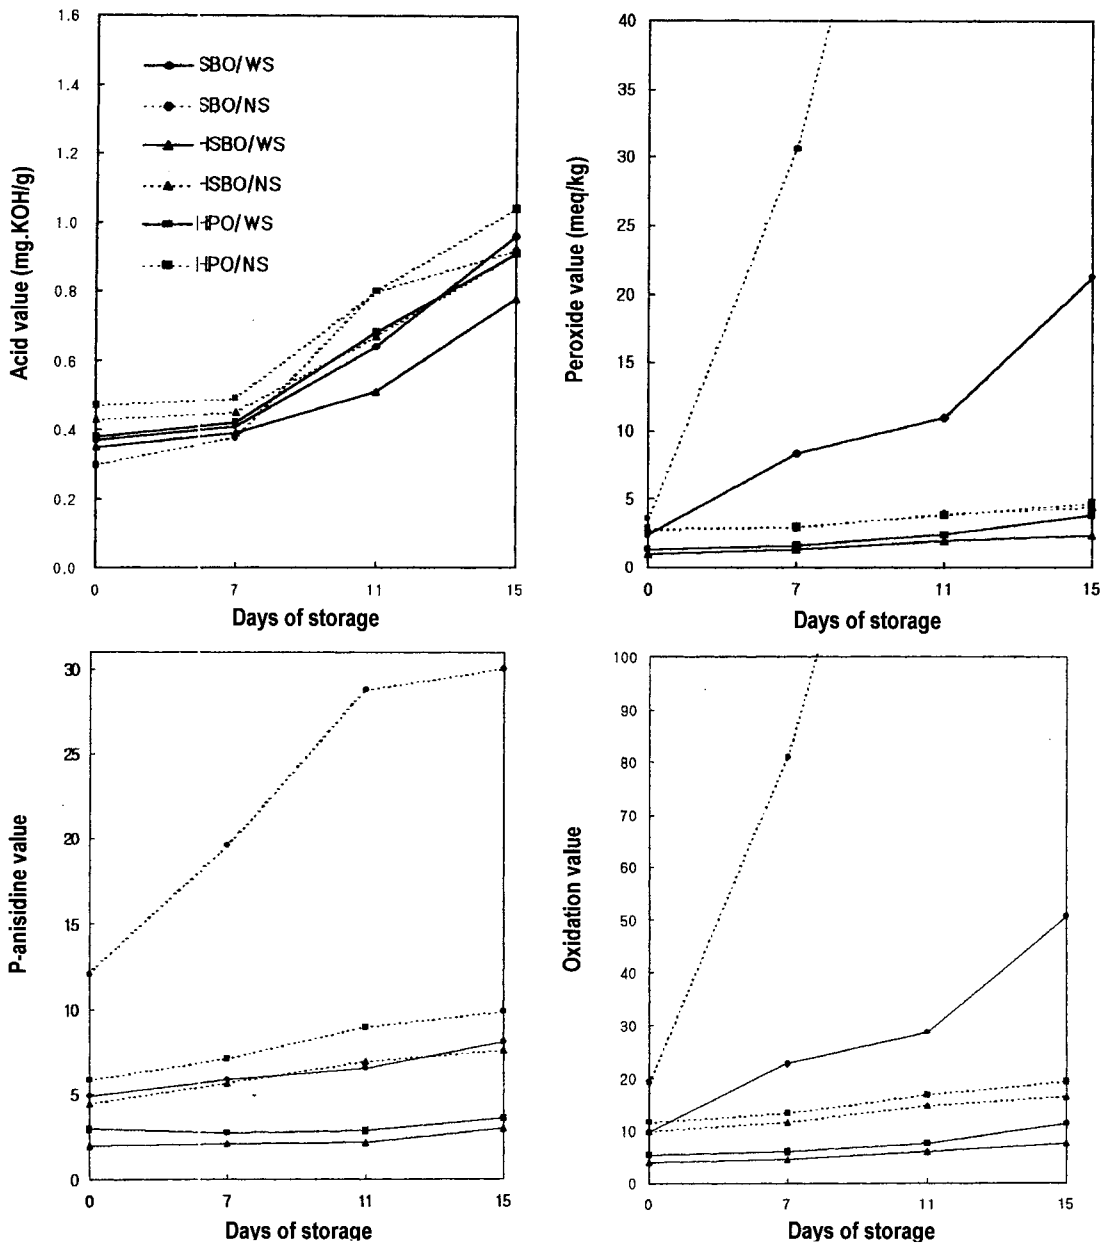 Acid value (mg.KOH/g)
1.6
1.4
1.2
1.0
0.8
0.6
0.4
0.2
0.0
SBO/WS
SBO/NS
HSBO/WS
HSBO/NS
HPO/WS
HPO/NS
0 7 11 15
Days of storage
Peroxide value (meq/kg)
40
35
30
25
20
15
10
5
0
0 7 11 15
Days of storage
P-anisidine value
30
25
20
15
10
5
0
0 7 11 15
Days of storage
Oxidation value
100
90
80
70
60
50
40
30
20
10
0
0 7 11 15
Days of storage